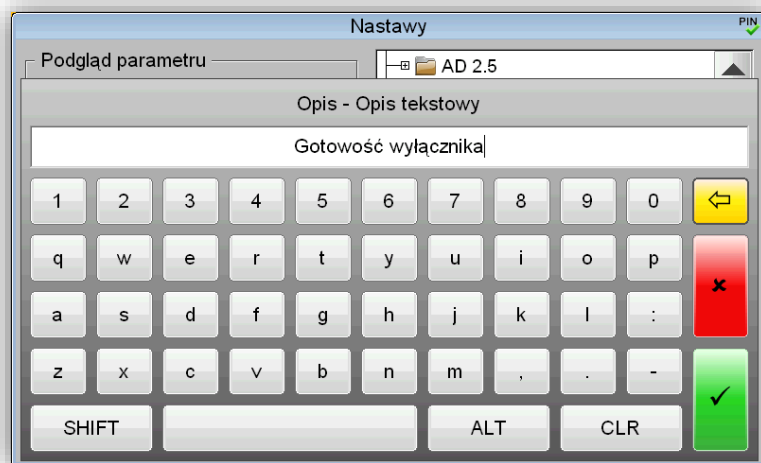 Nastawy PIN
Podgląd parametru AD 2.5
Opis - Opis tekstowy
Gotowość wyłącznika
1 2 3 4 5 6 7 8 9 0
q w e r t y u i o p
a s d f g h j k l :
z x c v b n m , . -
SHIFT ALT CLR